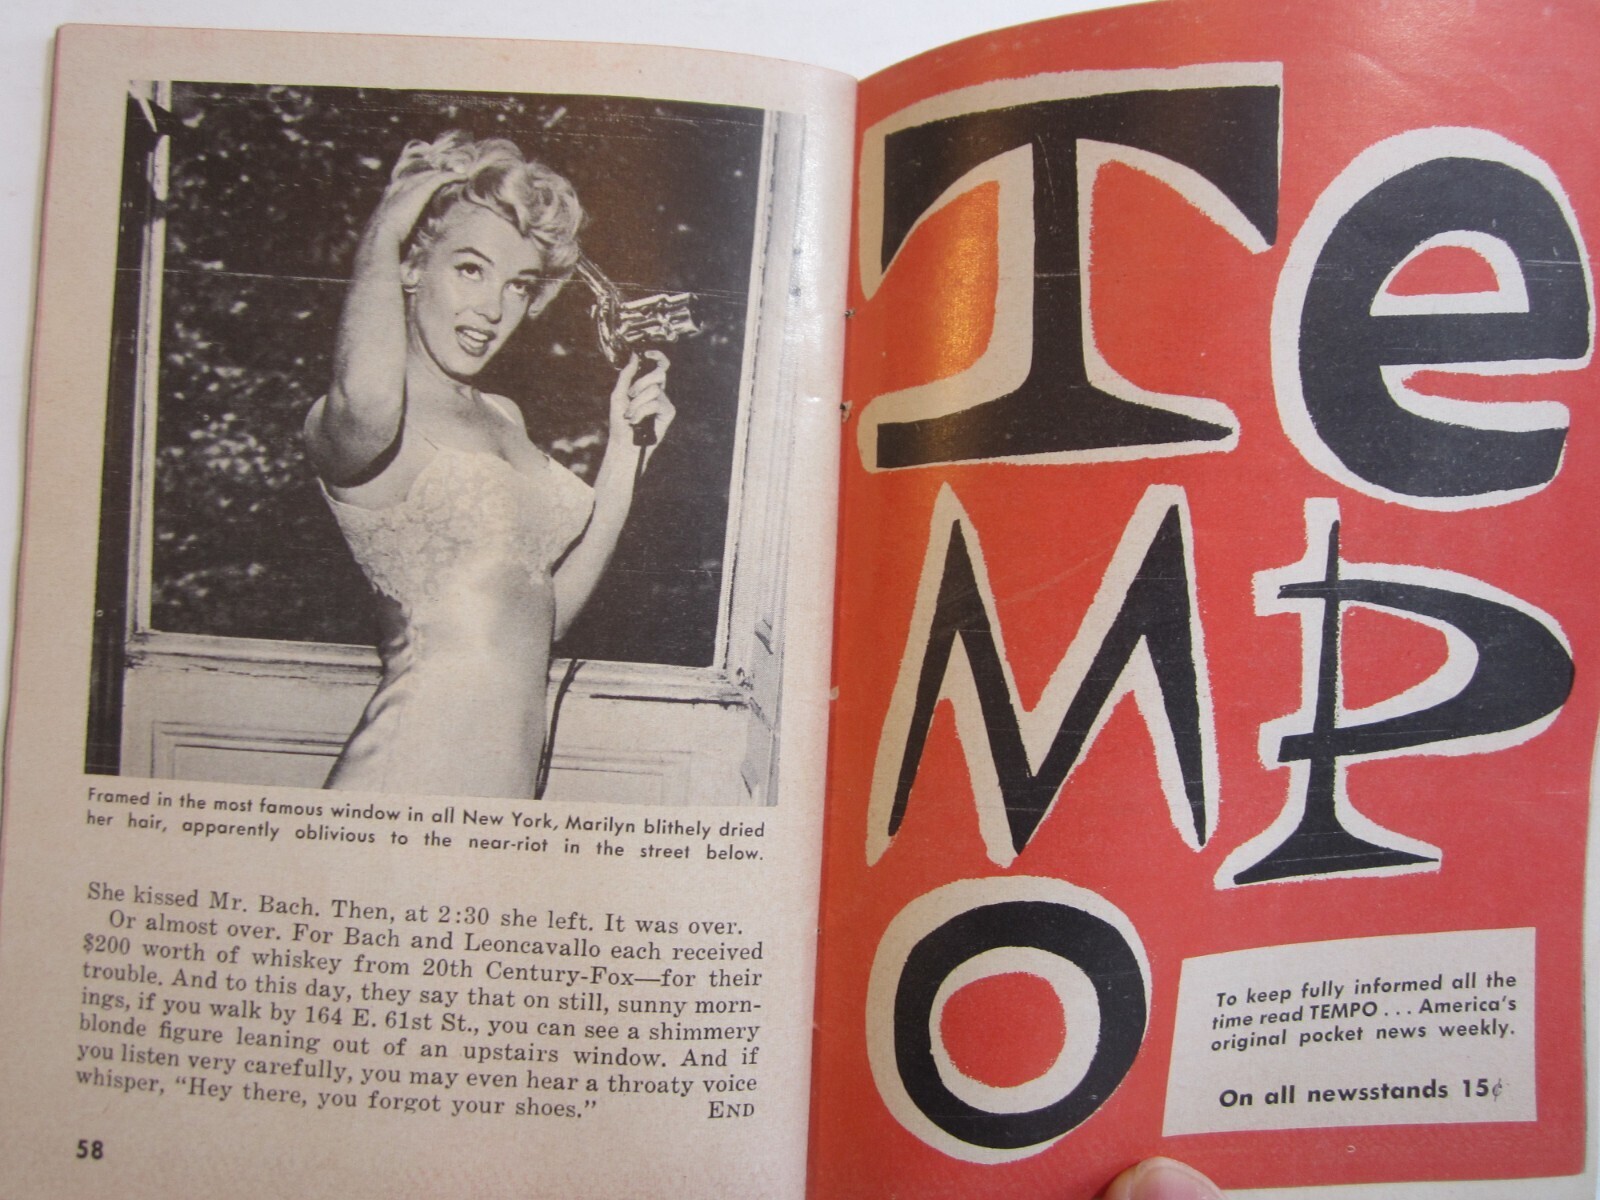 Framed in the most famous window in all New York, Marilyn blithely dried
her hair, apparently oblivious to the near-riot in the street below.
She kissed Mr. Bach. Then, at 2:30 she left. It was over.
Or almost over. For Bach and Leoncavallo each received
$200 worth of whiskey from 20th Century-Fox—for their
trouble. And to this day, they say that on still, sunny morn-
ings, if you walk by 164 E. 61st St., you can see a shimmery
blonde figure leaning out of an upstairs window. And if
you listen very carefully, you may even hear a throaty voice
whisper, "Hey there, you forgot your shoes." END
58
Te
MP
O
To keep fully informed all the
time read TEMPO . . . America's
original pocket news weekly.
On all newsstands 15¢